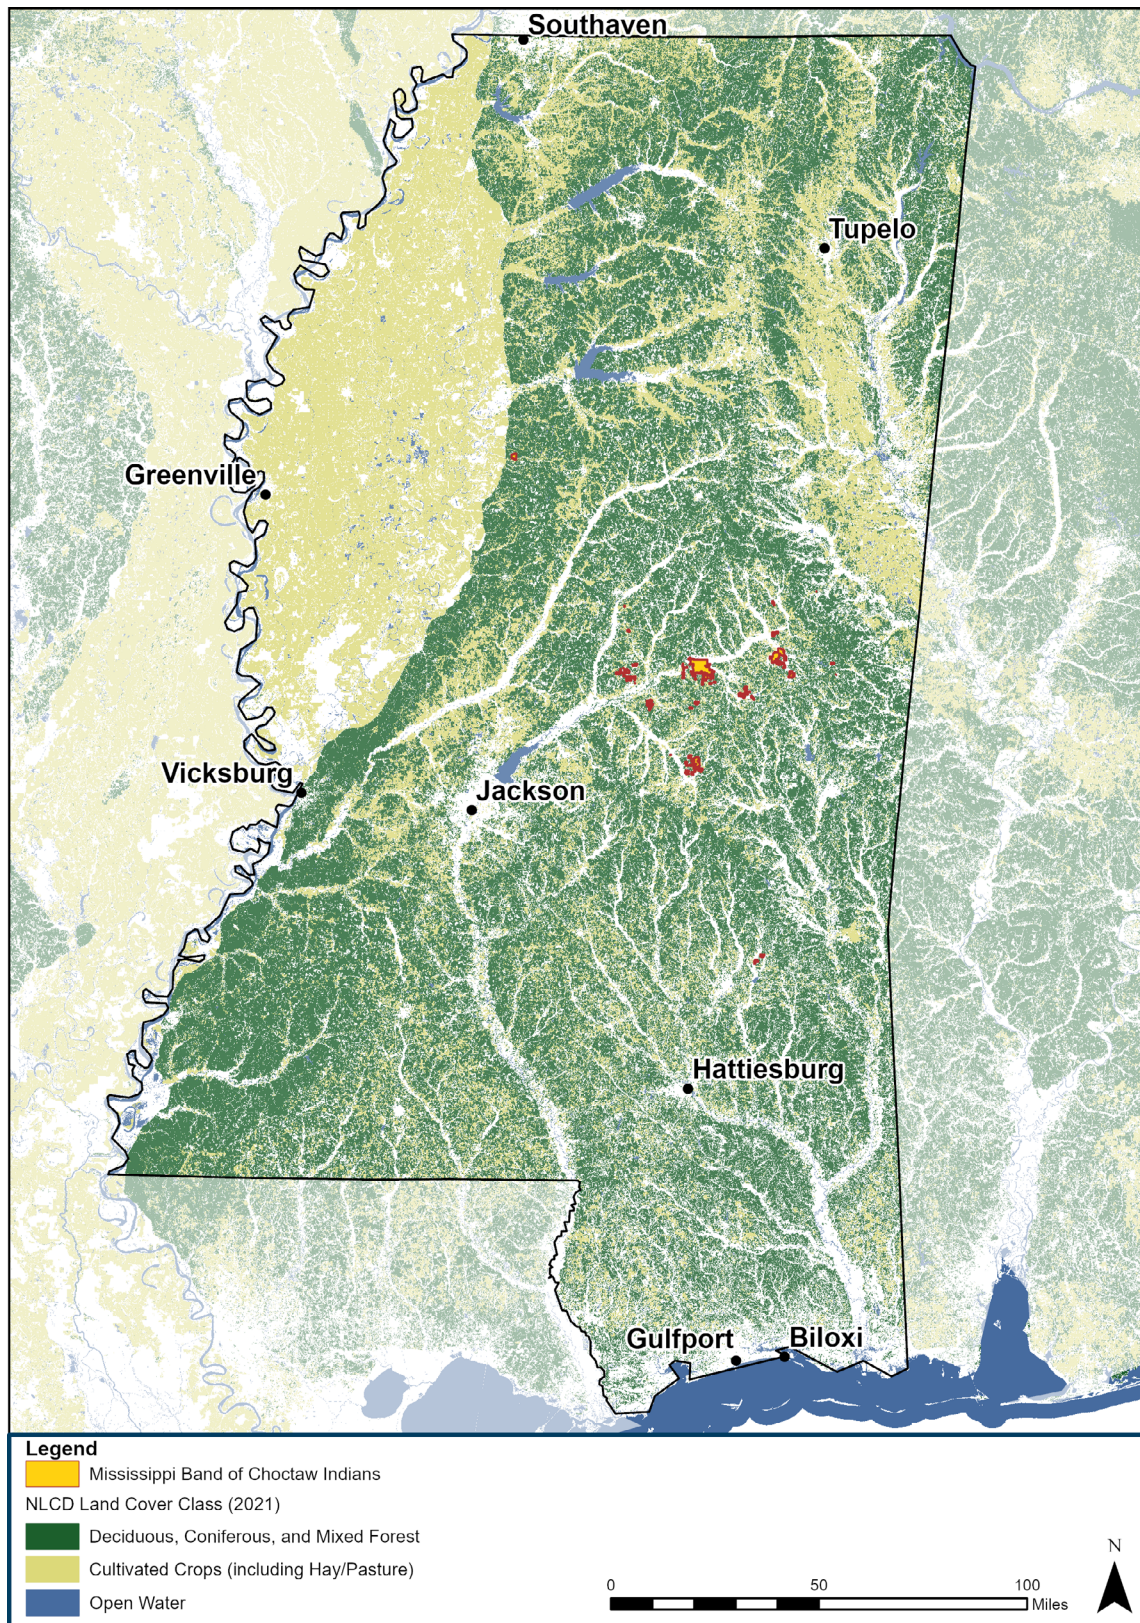 Southaven
Tupelo
Greenville
Vicksburg
Jackson
Hattiesburg
Gulfport
Biloxi
Legend
Mississippi Band of Choctaw Indians
NLCD Land Cover Class (2021)
Deciduous, Coniferous, and Mixed Forest
Cultivated Crops (including Hay/Pasture)
Open Water
0 50 100
Miles
N